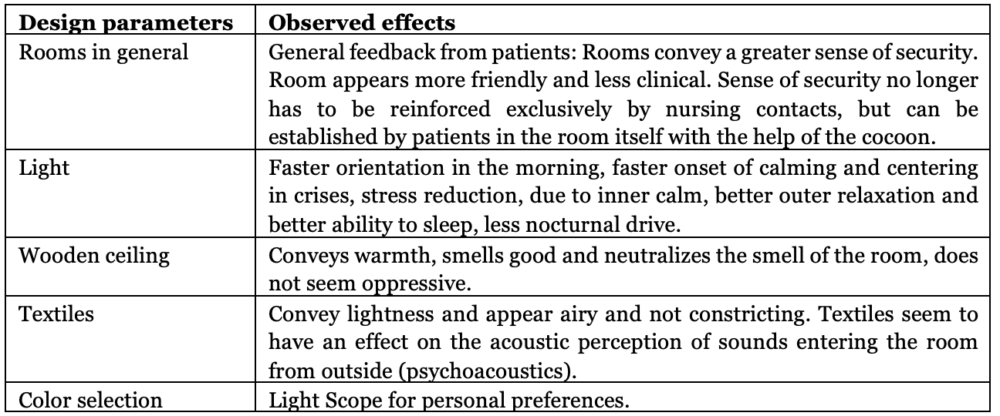 Design parameters Observed effects
Rooms in general General feedback from patients: Rooms convey a greater sense of security.
Room appears more friendly and less clinical. Sense of security no longer
has to be reinforced exclusively by nursing contacts, but can be
established by patients in the room itself with the help of the cocoon.
Light Faster orientation in the morning, faster onset of calming and centering
in crises, stress reduction, due to inner calm, better outer relaxation and
better ability to sleep, less nocturnal drive.
Wooden ceiling Conveys warmth, smells good and neutralizes the smell of the room, does
not seem oppressive.
Textiles Convey lightness and appear airy and not constricting. Textiles seem to
have an effect on the acoustic perception of sounds entering the room
from outside (psychoacoustics).
Color selection Light Scope for personal preferences.